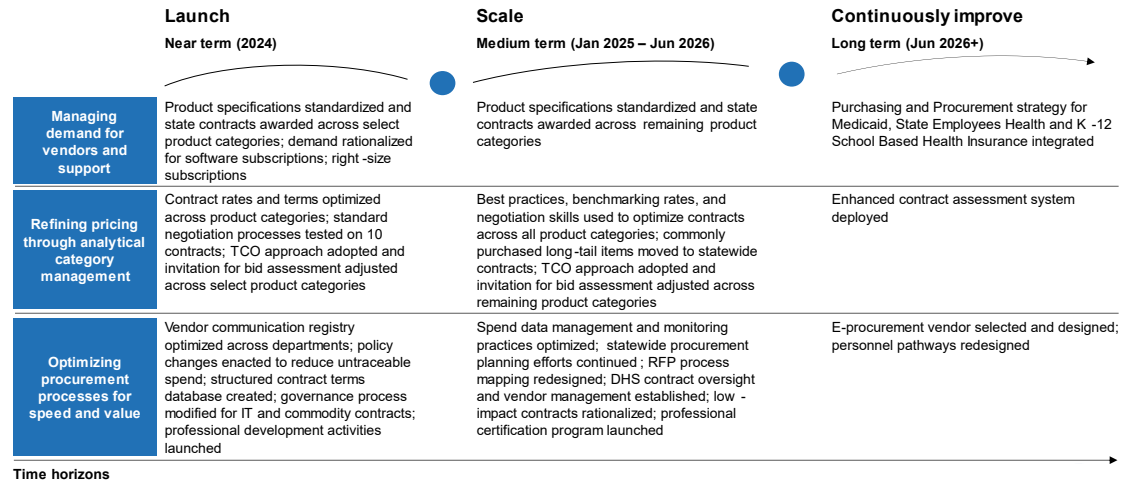 Launch
Near term (2024)
Scale
Medium term (Jan 2025 – Jun 2026)
Continuously improve
Long term (Jun 2026+)
Managing
demand for
vendors and
support
Product specifications standardized and
state contracts awarded across select
product categories; demand rationalized
for software subscriptions; right -size
subscriptions
Product specifications standardized and state
contracts awarded across remaining product
categories
Purchasing and Procurement strategy for
Medicaid, State Employees Health and K -12
School Based Health Insurance integrated
Refining pricing
through analytical
category
management
Contract rates and terms optimized
across product categories; standard
negotiation processes tested on 10
contracts; TCO approach adopted and
invitation for bid assessment adjusted
across select product categories
Best practices, benchmarking rates, and
negotiation skills used to optimize contracts
across all product categories; commonly
purchased long-tail items moved to statewide
contracts; TCO approach adopted and
invitation for bid assessment adjusted across
remaining product categories
Enhanced contract assessment system
deployed
Optimizing
procurement
processes for
speed and value
Vendor communication registry
optimized across departments; policy
changes enacted to reduce untraceable
spend; structured contract terms
database created; governance process
modified for IT and commodity contracts;
professional development activities
launched
Spend data management and monitoring
practices optimized; statewide procurement
planning efforts continued ; RFP process
mapping redesigned; DHS contract oversight
and vendor management established; low -
impact contracts rationalized; professional
certification program launched
E-procurement vendor selected and designed;
personnel pathways redesigned
Time horizons